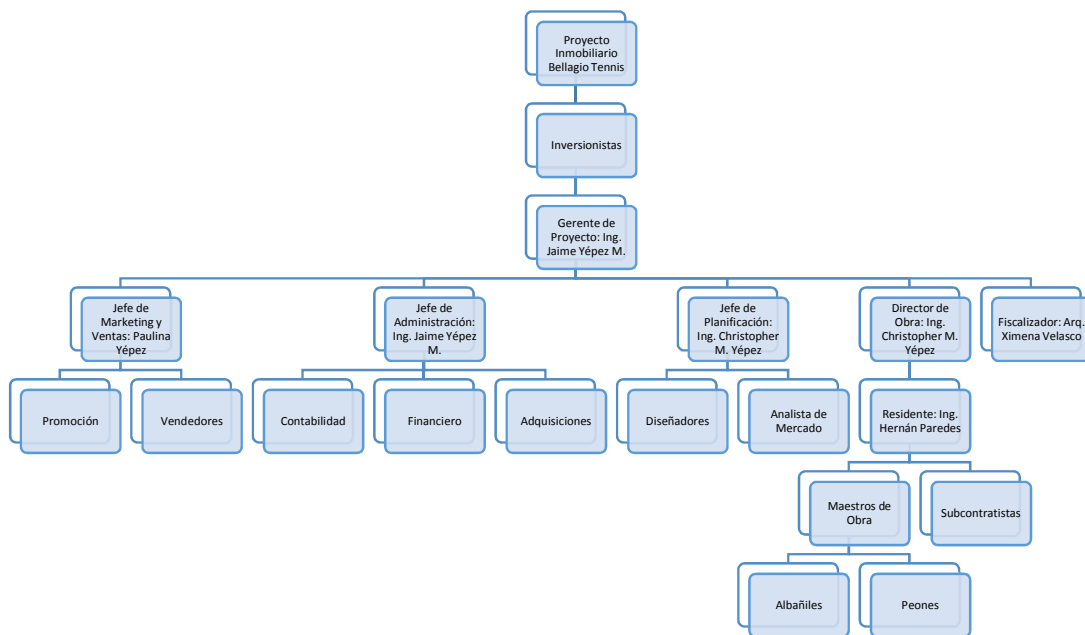 Proyecto
Inmobiliario
Bellagio Tennis
Inversionistas
Gerente de
Proyecto: Ing.
Jaime Yépez M.
Jefe de
Marketing y
Ventas: Paulina
Yépez
Jefe de
Administración:
Ing. Jaime Yépez
M.
Jefe de
Planificación:
Ing. Christopher
M. Yépez
Director de
Obra: Ing.
Christopher M.
Yépez
Fiscalizador: Arq.
Ximena Velasco
Promoción
Vendedores
Contabilidad
Financiero
Adquisiciones
Diseñadores
Analista de
Mercado
Residente: Ing.
Hernán Paredes
Maestros de
Obra
Subcontratistas
Albañiles
Peones